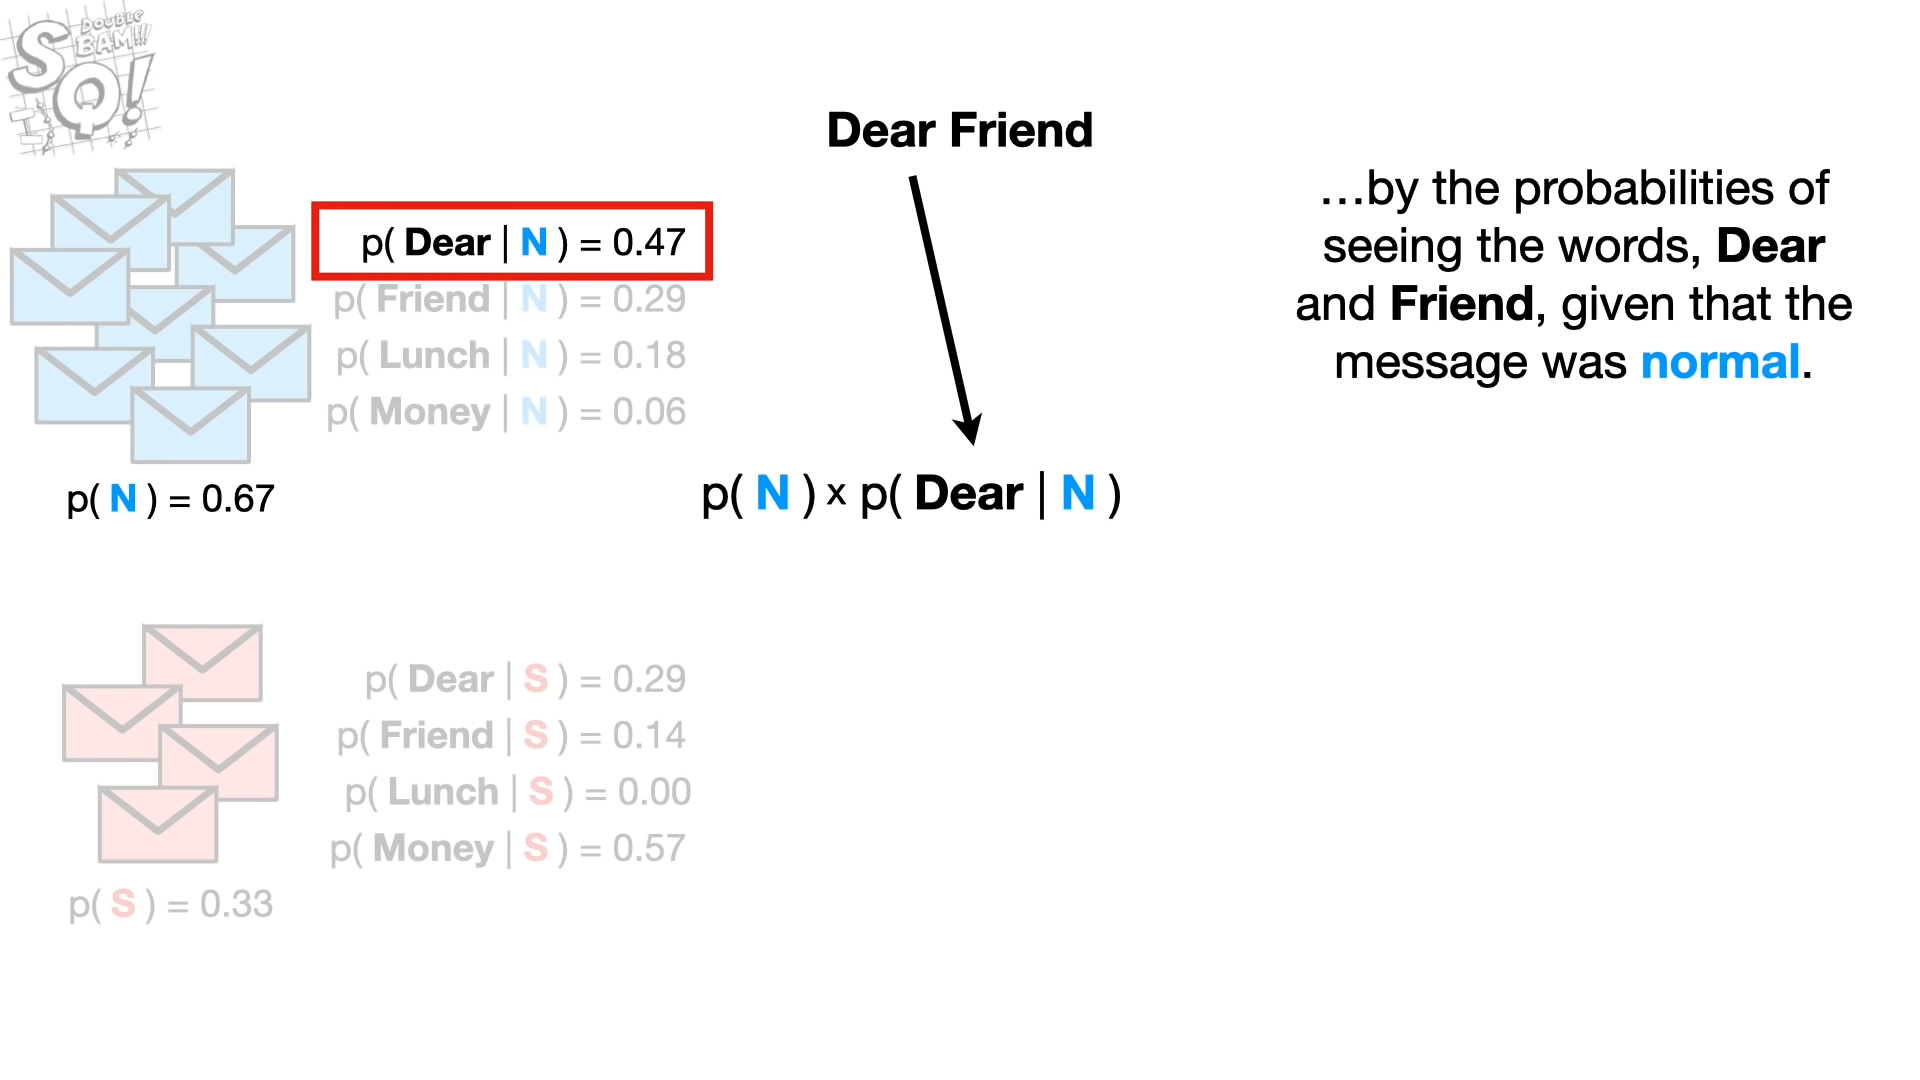 DOUBLE
BAM!!!
SQ!
Dear Friend
…by the probabilities of
seeing the words, Dear
and Friend, given that the
message was normal.
p( Dear | N ) = 0.47
p( Friend | N ) = 0.29
p( Lunch | N ) = 0.18
p( Money | N ) = 0.06
p( N ) = 0.67
p( N ) x p( Dear | N )
p( Dear | S ) = 0.29
p( Friend | S ) = 0.14
p( Lunch | S ) = 0.00
p( Money | S ) = 0.57
p( S ) = 0.33